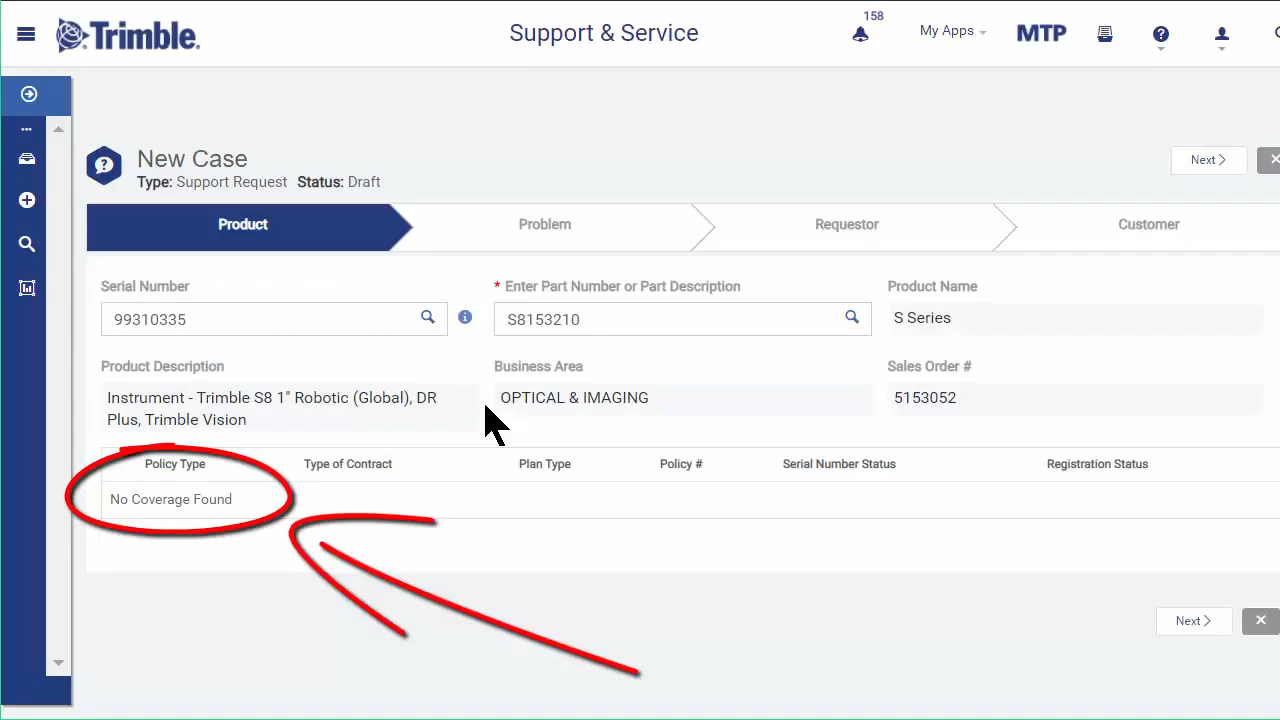 Trimble.
Support & Service
158
My Apps
MTP
New Case
Type: Support Request Status: Draft
Next
Product
Problem
Requestor
Customer
Serial Number
* Enter Part Number or Part Description
Product Name
99310335
S8153210
S Series
Product Description
Business Area
Sales Order #
Instrument - Trimble S8 1" Robotic (Global), DR
Plus, Trimble Vision
OPTICAL & IMAGING
5153052
Policy Type
Type of Contract
Plan Type
Policy #
Serial Number Status
Registration Status
No Coverage Found
Next